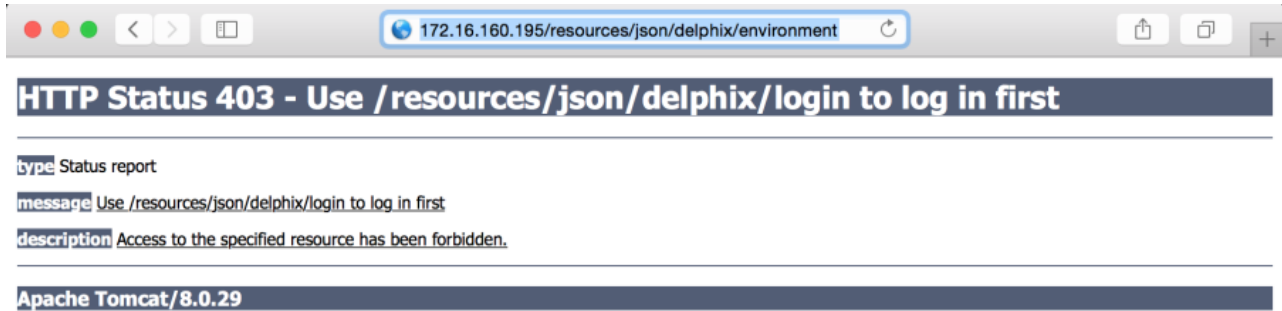 172.16.160.195/resources/json/delphix/environment
HTTP Status 403 - Use /resources/json/delphix/login to log in first
type Status report
message Use /resources/json/delphix/login to log in first
description Access to the specified resource has been forbidden.
Apache Tomcat/8.0.29